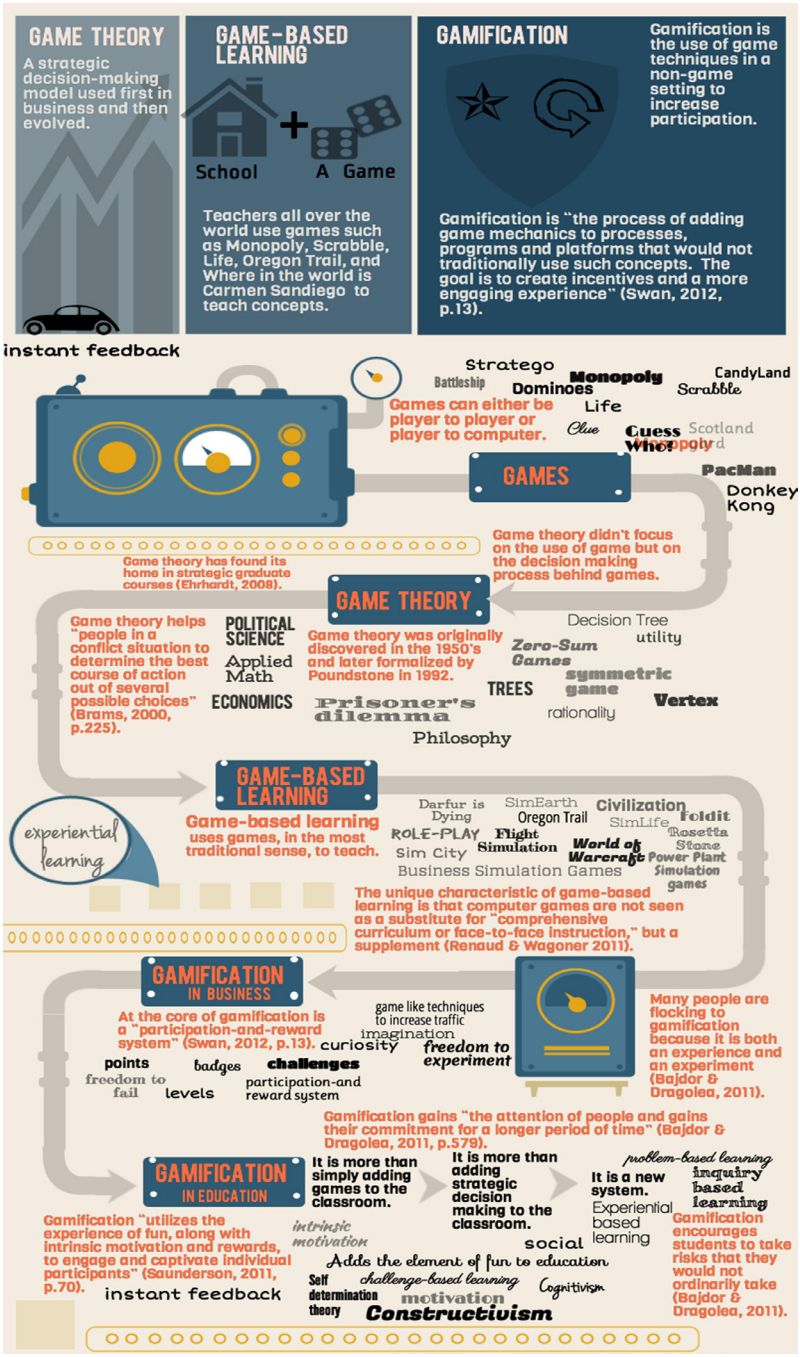 GAME THEORY
A strategic
decision-making
model used first in
business and then
evolved.
GAME-BASED
LEARNING
School
+
A Game
Teachers all over the
world use games such
as Monopoly, Scrabble,
Life, Oregon Trail, and
Where in the world is
Carmen Sandiego to
teach concepts.
GAMIFICATION
Gamification is
the use of game
techniques in a
non-game
setting to
increase
participation.
Gamification is “the process of adding
game mechanics to processes,
programs and platforms that would not
traditionally use such concepts. The
goal is to create incentives and a more
engaging experience” (Swan, 2012,
p.13).
instant feedback
Games can either be
player to player or
player to computer.
Stratego
Battleship
Dominoes
Monopoly
CandyLand
Scrabble
Life
Clue
Guess
Who?
Scotland
Monopoly
PacMan
Donkey
Kong
GAMES
Game theory didn't focus
on the use of game but on
the decision making
process behind games.
Game theory has found its
home in strategic graduate
courses (Ehrhardt, 2008).
GAME THEORY
Game theory helps
“people in a
conflict situation to
determine the best
course of action
out of several
possible choices”
(Brams, 2000,
p.225).
POLITICAL
SCIENCE
Applied
Math
ECONOMICS
Game theory was originally
discovered in the 1950's
and later formalized by
Poundstone in 1992.
Prisoner's
dilemma
Philosophy
Decision Tree
utility
Zero-Sum
Games
symmetric
game
TREES
rationality
Vertex
GAME-BASED
LEARNING
experiential
learning
Game-based learning
uses games, in the most
traditional sense, to teach.
Darfur is
Dying
SimEarth
Oregon Trail
Civilization
SimLife
Foldit
ROLE-PLAY
Flight
Simulation
Rosetta
Stone
Sim City
World of
Warcraft
Power Plant
Simulation
games
Business Simulation Games
The unique characteristic of game-based
learning is that computer games are not seen
as a substitute for “comprehensive
curriculum or face-to-face instruction,” but a
supplement (Renaud & Wagoner 2011).
GAMIFICATION
IN BUSINESS
At the core of gamification is
a “participation-and-reward
system” (Swan, 2012, p.13).
game like techniques
to increase traffic
imagination
curiosity
freedom to
experiment
points
badges
challenges
freedom to
fail
levels
participation-and
reward system
Many people are
flocking to
gamification
because it is both
an experience and
an experiment
(Bajdor &
Dragolea, 2011).
Gamification gains “the attention of people and gains
their commitment for a longer period of time” (Bajdor &
Dragolea, 2011, p.579).
GAMIFICATION
IN EDUCATION
It is more than
simply adding
games to the
classroom.
It is more than
adding
strategic
decision
making to the
classroom.
It is a new
system.
problem-based learning
inquiry
based
learning
Experiential
based
learning
Gamification “utilizes the
experience of fun, along with
intrinsic motivation and rewards,
to engage and captivate individual
participants” (Saunderson, 2011,
p.70).
instant feedback
intrinsic
motivation
social
Adds the element of fun to education
Self
determination
theory
challenge-based learning
Cognitivism
motivation
Constructivism
Gamification
encourages
students to take
risks that they
would not
ordinarily take
(Bajdor &
Dragolea, 2011).